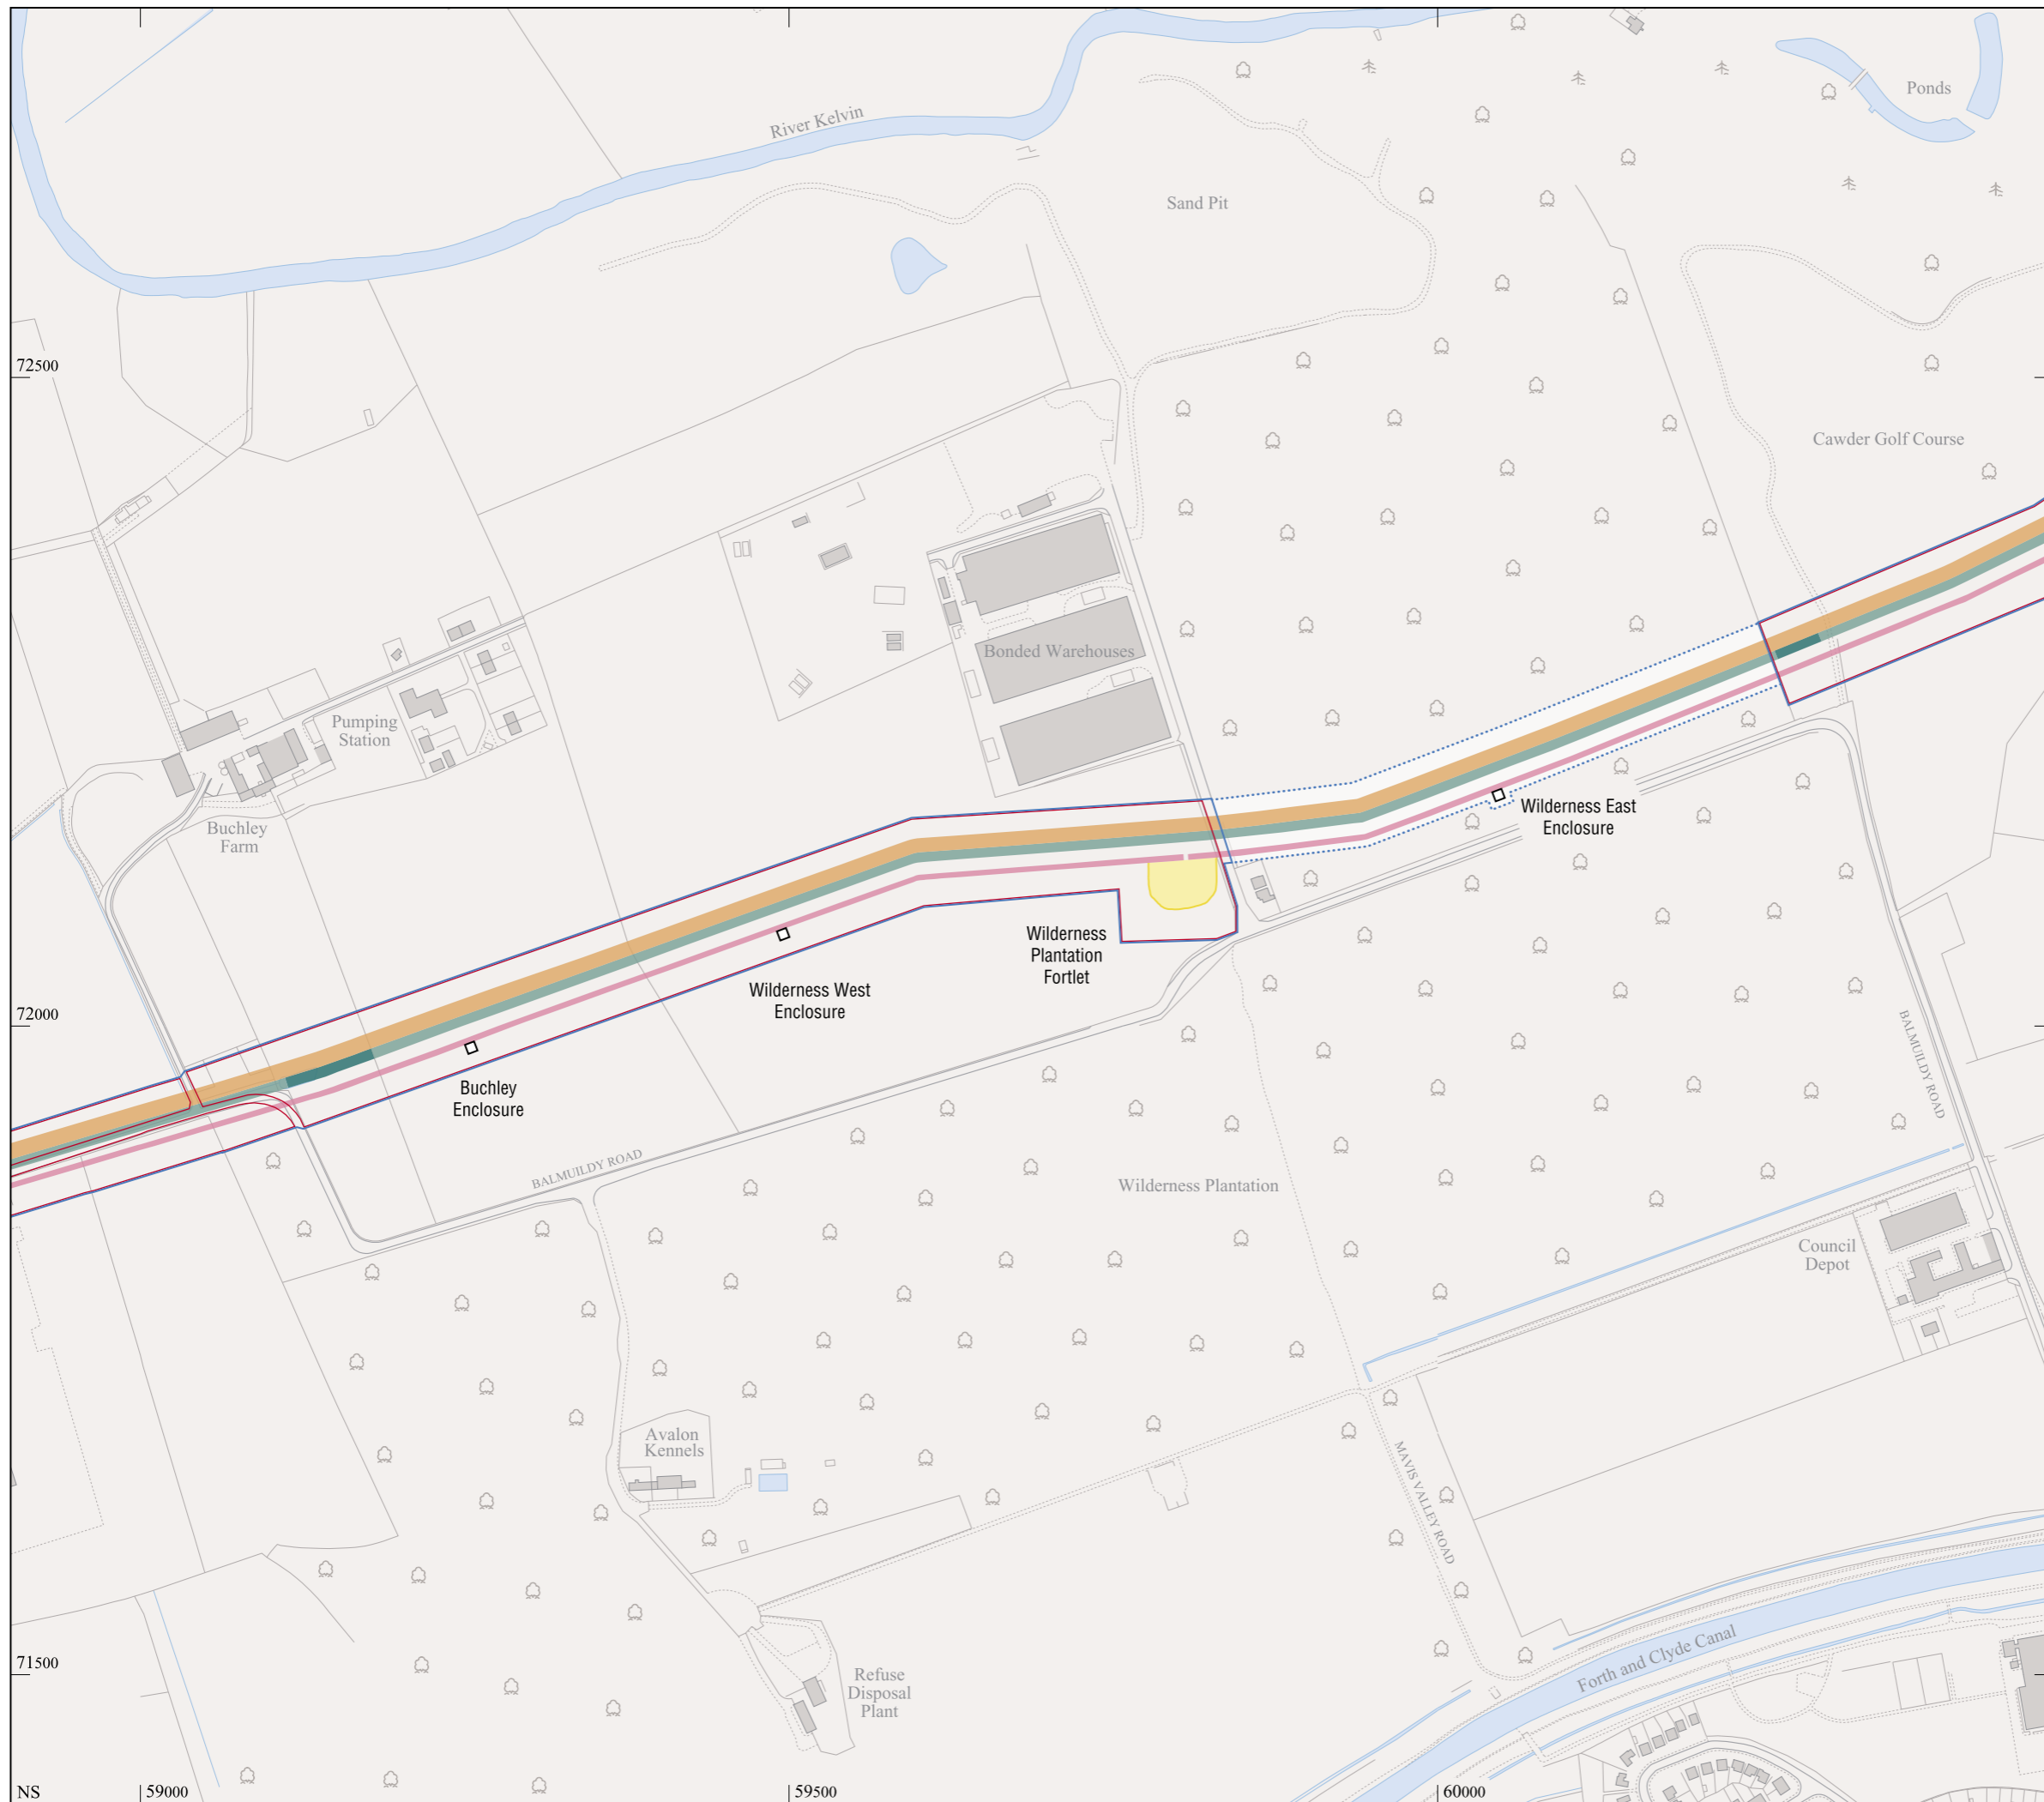 Ponds
River Kelvin
Sand Pit
72500
Cawder Golf Course
Bonded Warehouses
Pumping
Station
Wilderness East
Enclosure
Buchley
Farm
Wilderness
Plantation
Fortlet
Wilderness West
Enclosure
72000
BALMUILDY ROAD
Buchley
Enclosure
BALMUILDY ROAD
Wilderness Plantation
Council
Depot
Avalon
Kennels
MAVIS VALLEY ROAD
Forth and Clyde Canal
71500
Refuse
Disposal
Plant
NS
59000
59500
60000